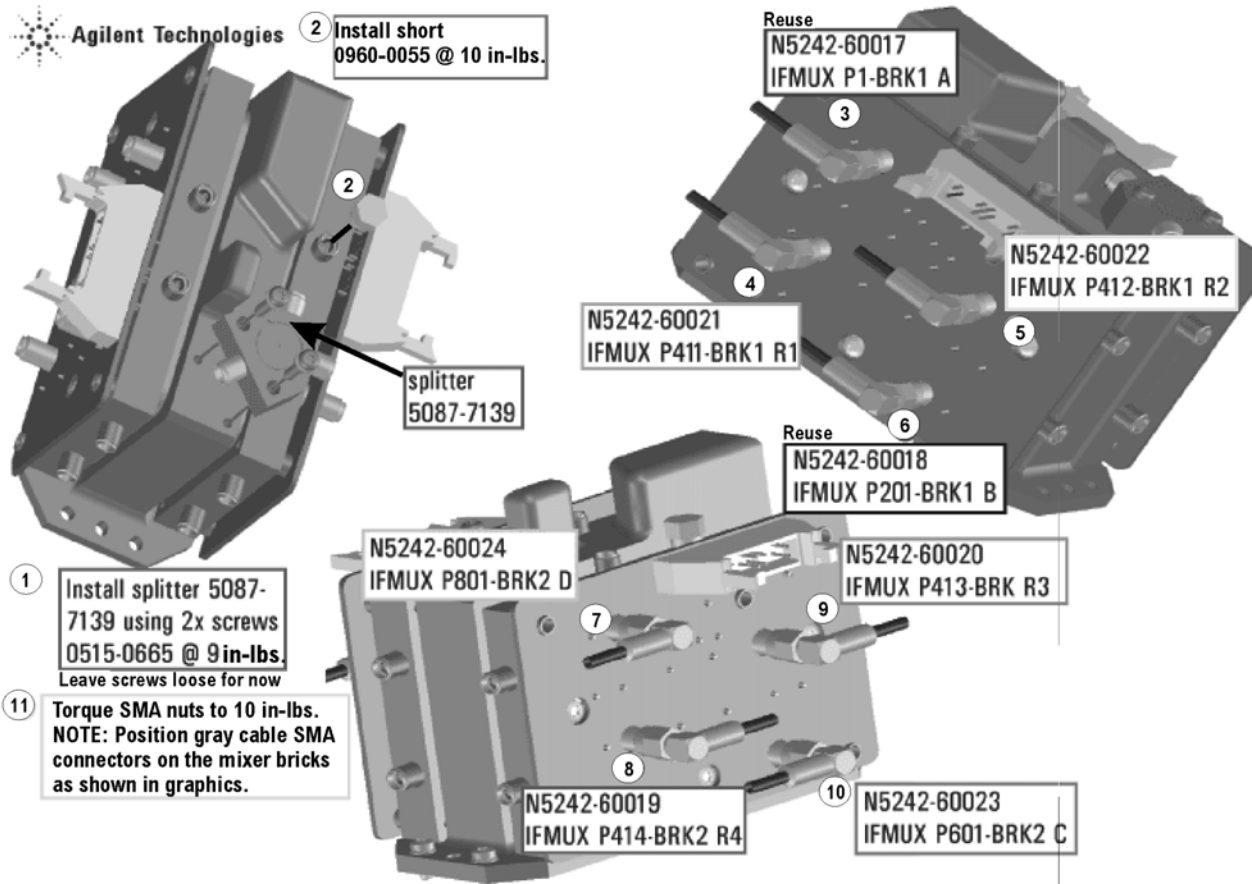 Agilent Technologies
2
Install short
0960-0055 @ 10 in-lbs.
2
splitter
5087-7139
Reuse
N5242-60017
IFMUX P1-BRK1 A
3
4
N5242-60021
IFMUX P411-BRK1 R1
N5242-60022
IFMUX P412-BRK1 R2
5
6
Reuse
N5242-60018
IFMUX P201-BRK1 B
1
Install splitter 5087-
7139 using 2x screws
0515-0665 @ 9 in-lbs.
Leave screws loose for now
11
Torque SMA nuts to 10 in-lbs.
NOTE: Position gray cable SMA
connectors on the mixer bricks
as shown in graphics.
N5242-60024
IFMUX P801-BRK2 D
7
N5242-60020
IFMUX P413-BRK R3
9
8
N5242-60019
IFMUX P414-BRK2 R4
10
N5242-60023
IFMUX P601-BRK2 C